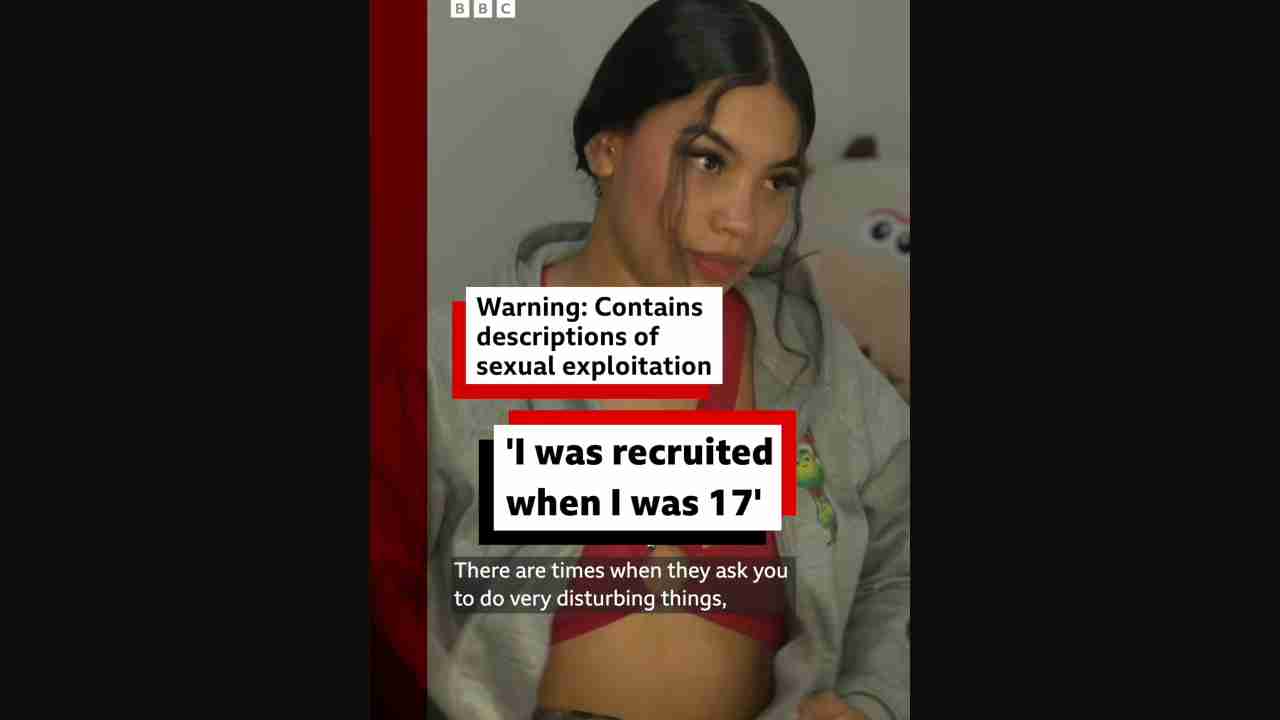 BBC
Warning: Contains
descriptions of
sexual exploitation
'I was recruited
when I was 17'
There are times when they ask you
to do very disturbing things,